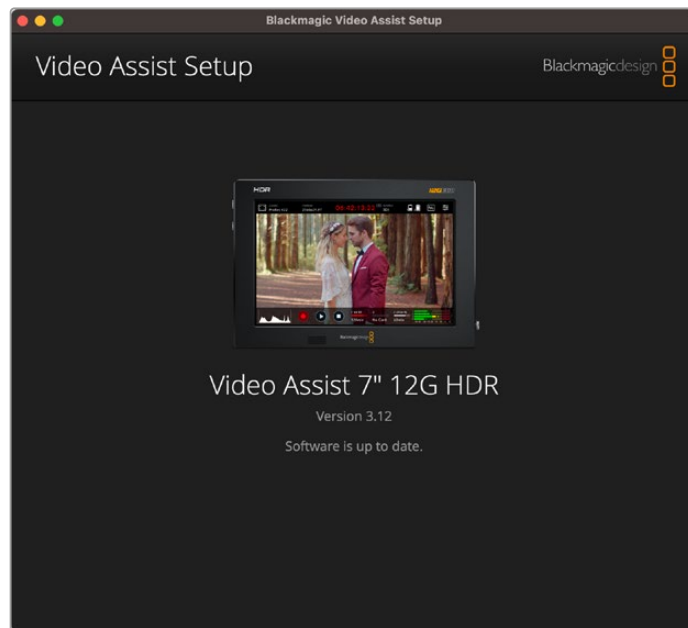 Blackmagic Video Assist Setup
Video Assist Setup
Blackmagicdesign
HDR
Video Assist 7" 12G HDR
Version 3.12
Software is up to date.